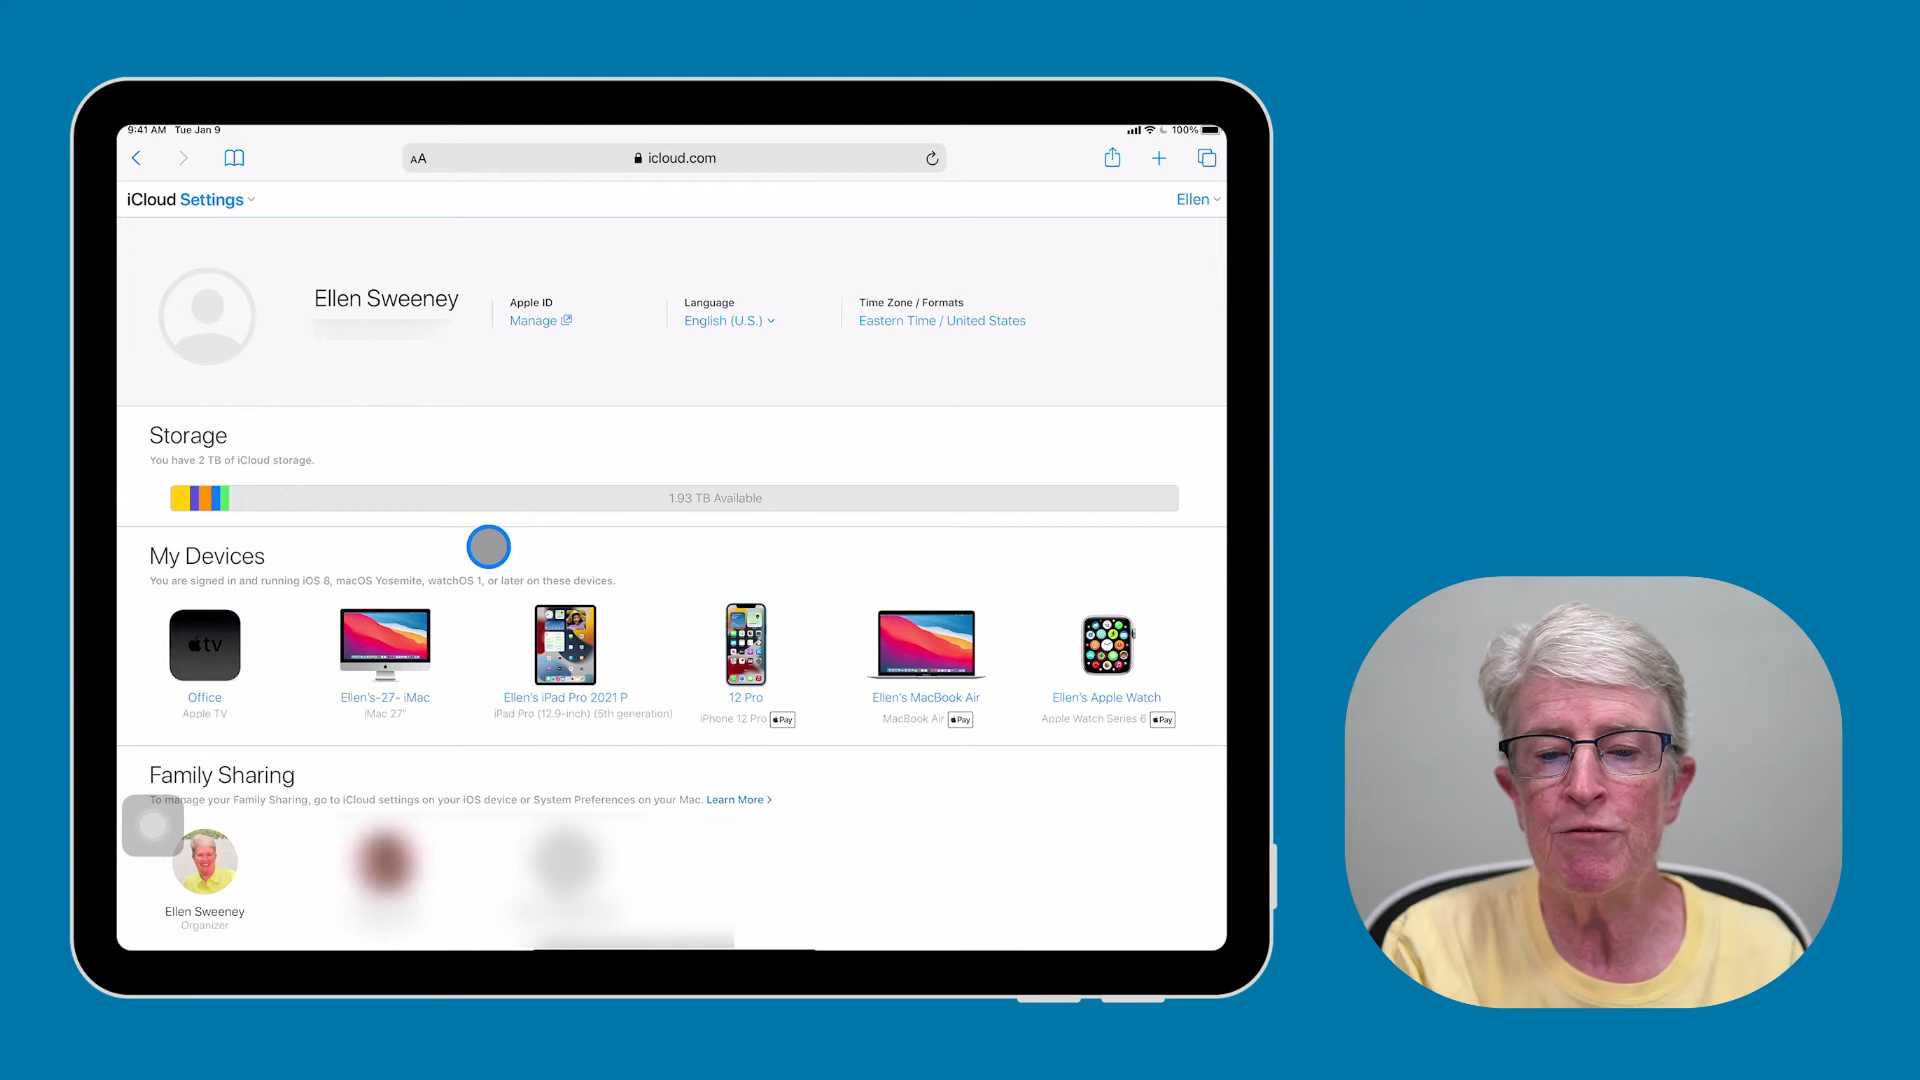 9:41 AM Tue Jan 9
100%
AA
icloud.com
iCloud Settings
Ellen
Ellen Sweeney
Apple ID
Manage
Language
English (U.S.)
Time Zone / Formats
Eastern Time / United States
Storage
You have 2 TB of iCloud storage.
1.93 TB Available
My Devices
You are signed in and running iOS 8, macOS Yosemite, watchOS 1, or later on these devices.
tv
Office
Apple TV
Ellen's-27- iMac
iMac 27"
Ellen's iPad Pro 2021 P
iPad Pro (12.9-inch) (5th generation)
12 Pro
iPhone 12 Pro Pay
Ellen's MacBook Air
MacBook Air Pay
Ellen's Apple Watch
Apple Watch Series 6 Pay
Family Sharing
To manage your Family Sharing, go to iCloud settings on your iOS device or System Preferences on your Mac. Learn More >
Ellen Sweeney
Organizer